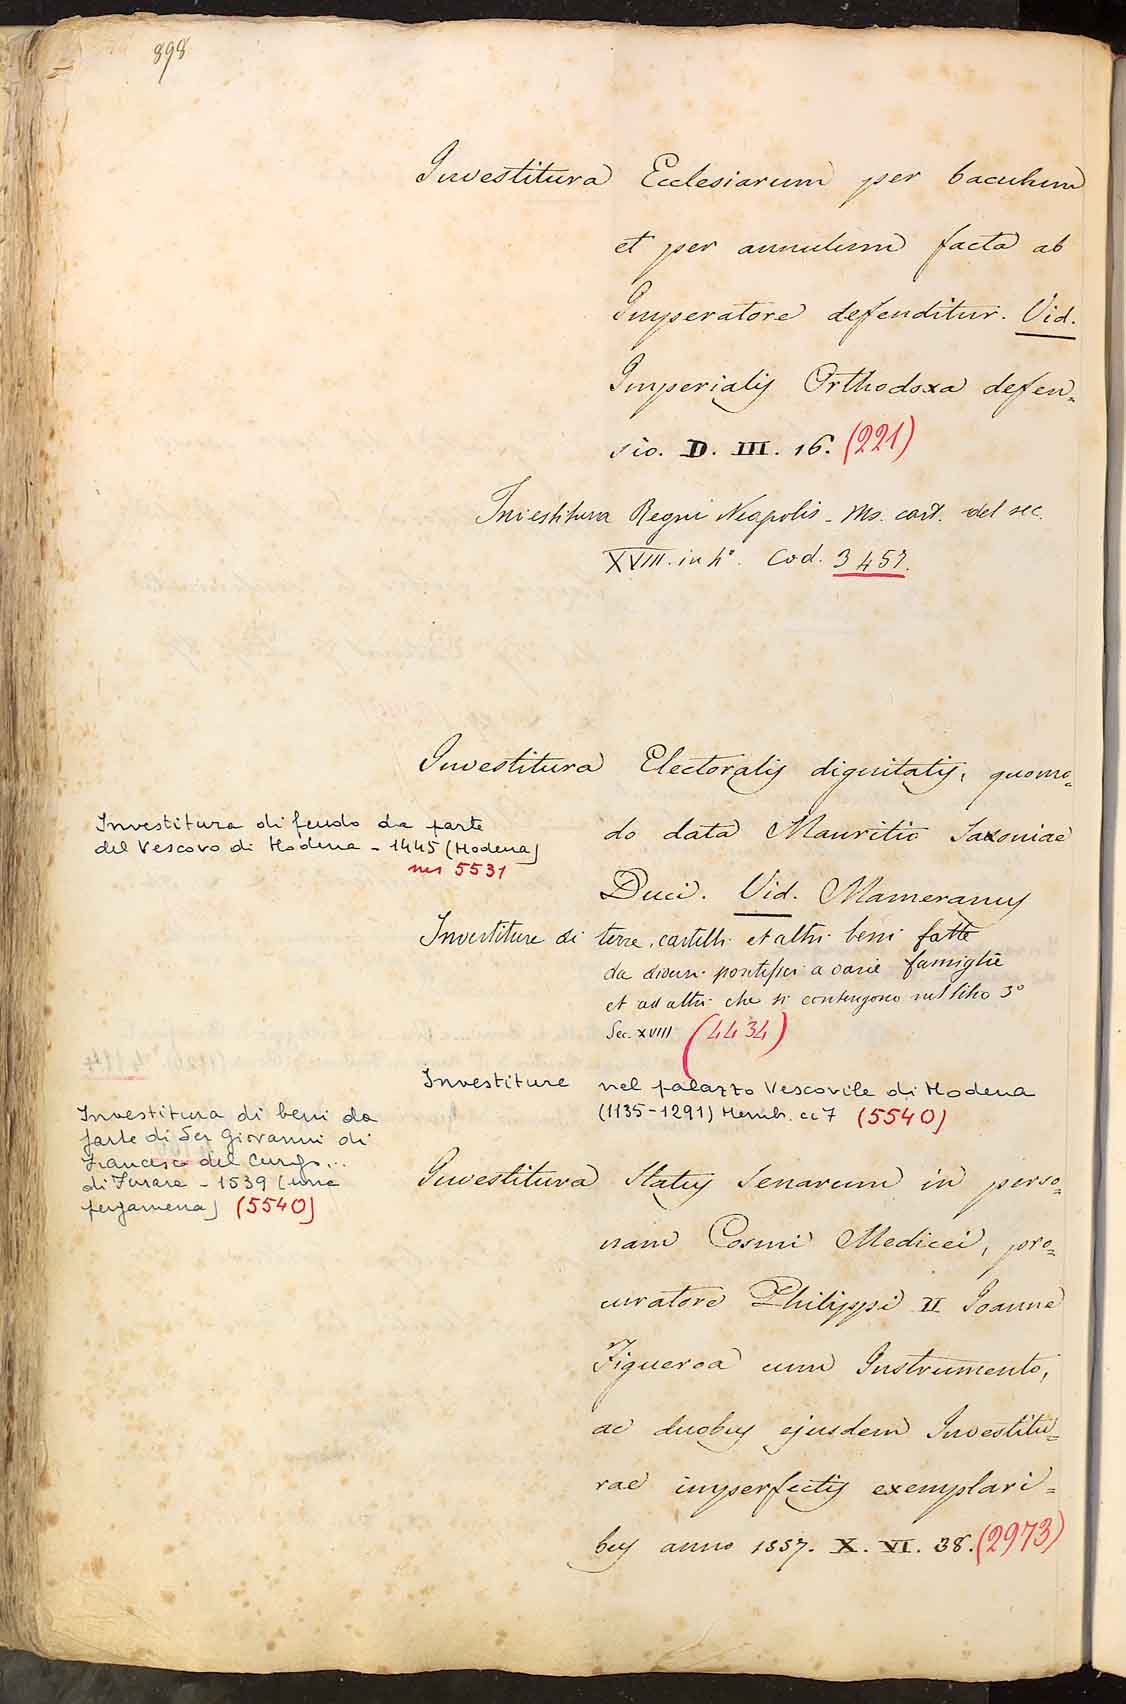 898
Investitura Ecclesiarum per baculum
et per annulum facta ab
Imperatore defenditur. Vid.
Imperialis Orthodoxa defen=
sio. D. III. 16. (221)
Investitura Regni Neapolis - Ms. cart. del sec.
XVIII. in 4°. Cod. 3457.
Investitura Electoralis dignitatis, quomo=
do data Mauritio Saxoniae
Duci. Vid. Mameranus
Investitura di feudo da parte
del Vescovo di Modena - 1445 (Modena)
ms 5531
Investiture di terre, castelli et altri beni fatte
da diversi pontefici a varie famiglie
et ad altri che si contengono nel libo 3°
Sec. XVIII (4434)
Investiture nel palazzo Vescovile di Modena
(1135-1291) Memb. cc 7 (5540)
Investitura di beni da
parte di Ser Giovanni di
Francesco del
di - 1539 (una
pergamena) (5540)
Investitura Status Senarum in perso=
nam Cosmi Medicei, pro=
curatore Philippi II Joanne
Figueroa cum Instrumento,
ac duobus ejusdem Investitu=
rae imperfectis exemplari=
bus anno 1557. X. VI. 38. (2973)